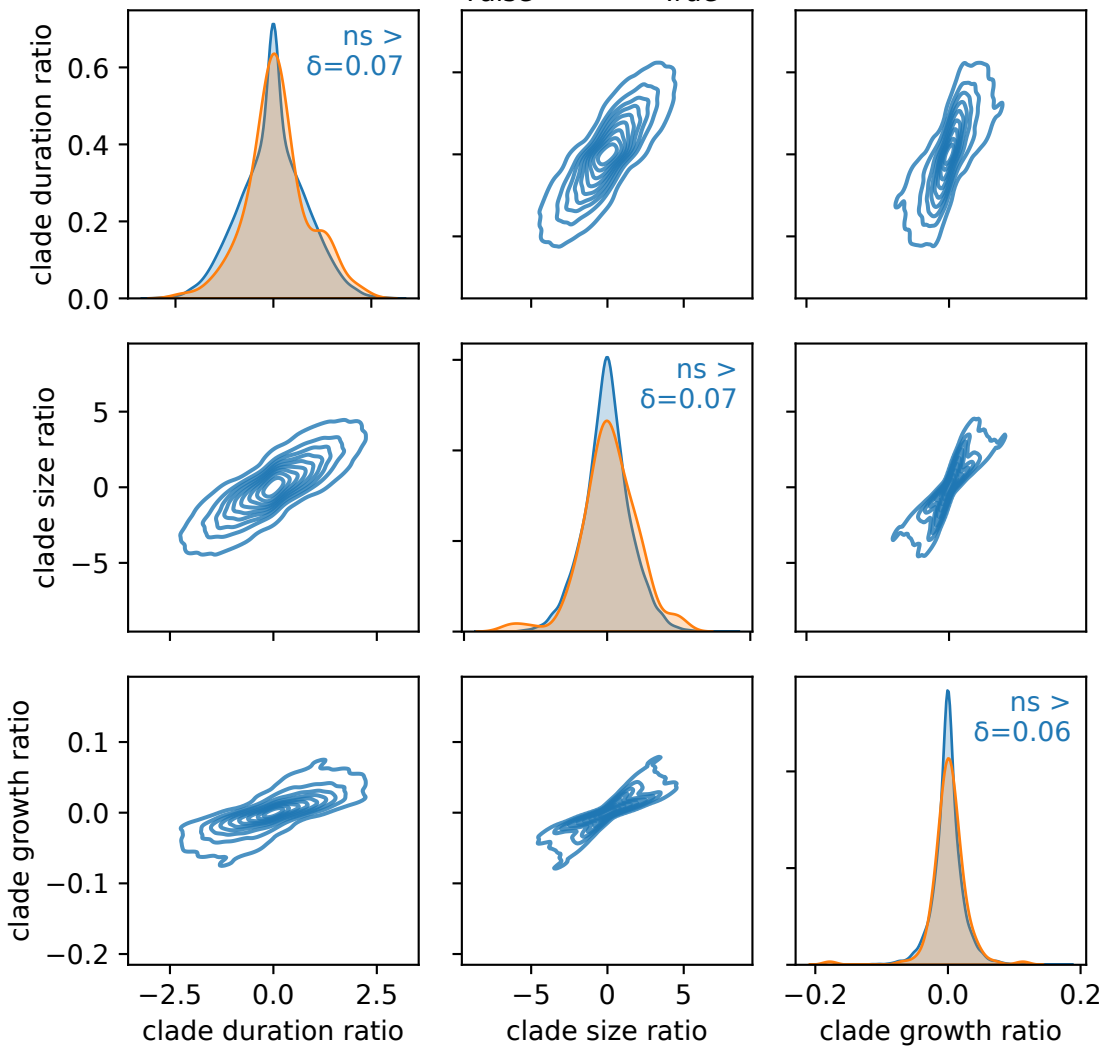 True
clade duration ratio
0.6
0.4
0.2
0.0
ns >
δ=0.07
clade size ratio
5
0
−5
ns >
δ=0.07
clade growth ratio
0.1
0.0
−0.1
−0.2
ns >
δ=0.06
−2.5
0.0
2.5
−5
0
5
−0.2
0.0
0.2
clade duration ratio
clade size ratio
clade growth ratio